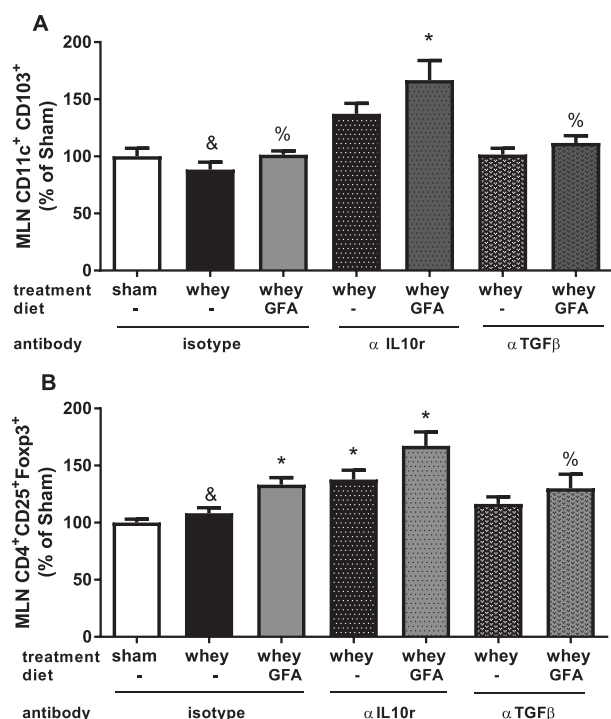 A
MLN CD11c⁺ CD103⁺
(% of Sham)
200
150
100
50
0
& % * %
treatment sham whey whey whey whey whey whey
diet - - GFA - GFA - GFA
antibody isotype α IL10r α TGFβ
B
MLN CD4⁺CD25⁺Foxp3⁺
(% of Sham)
200
150
100
50
0
& * * * %
treatment sham whey whey whey whey whey whey
diet - - GFA - GFA - GFA
antibody isotype α IL10r α TGFβ